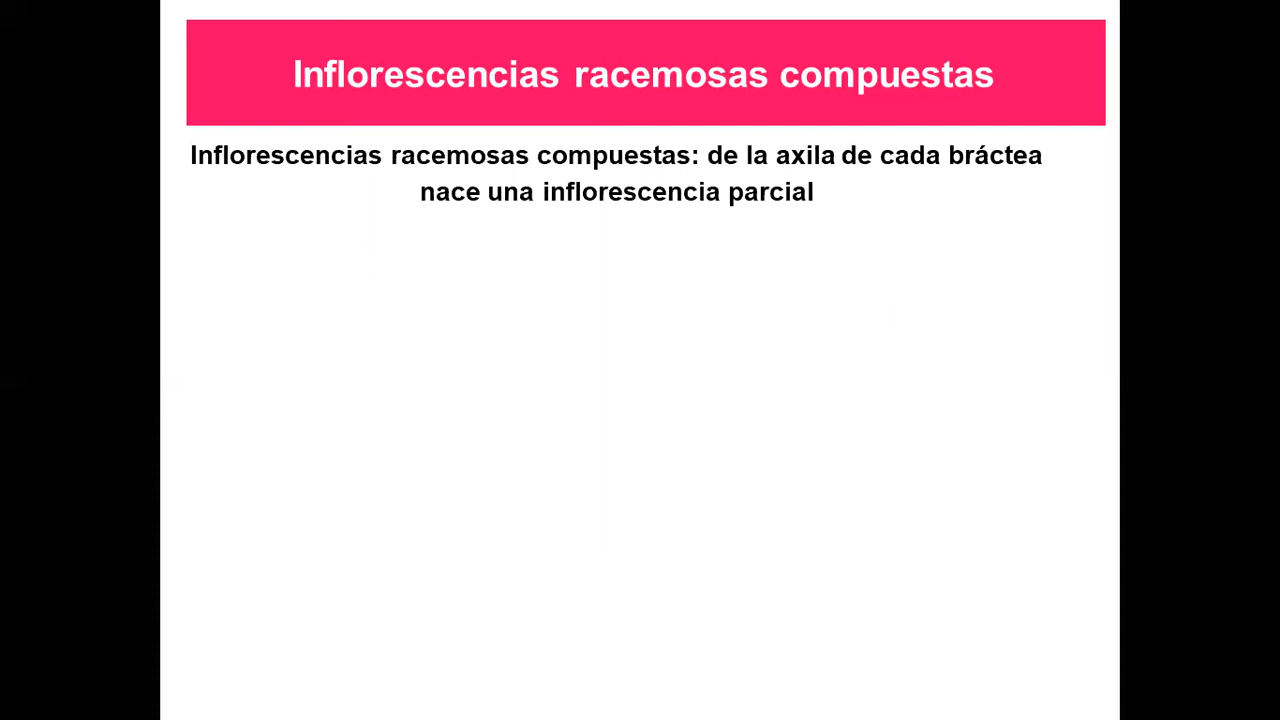 Inflorescencias racemosas compuestas
Inflorescencias racemosas compuestas: de la axila de cada bráctea
nace una inflorescencia parcial